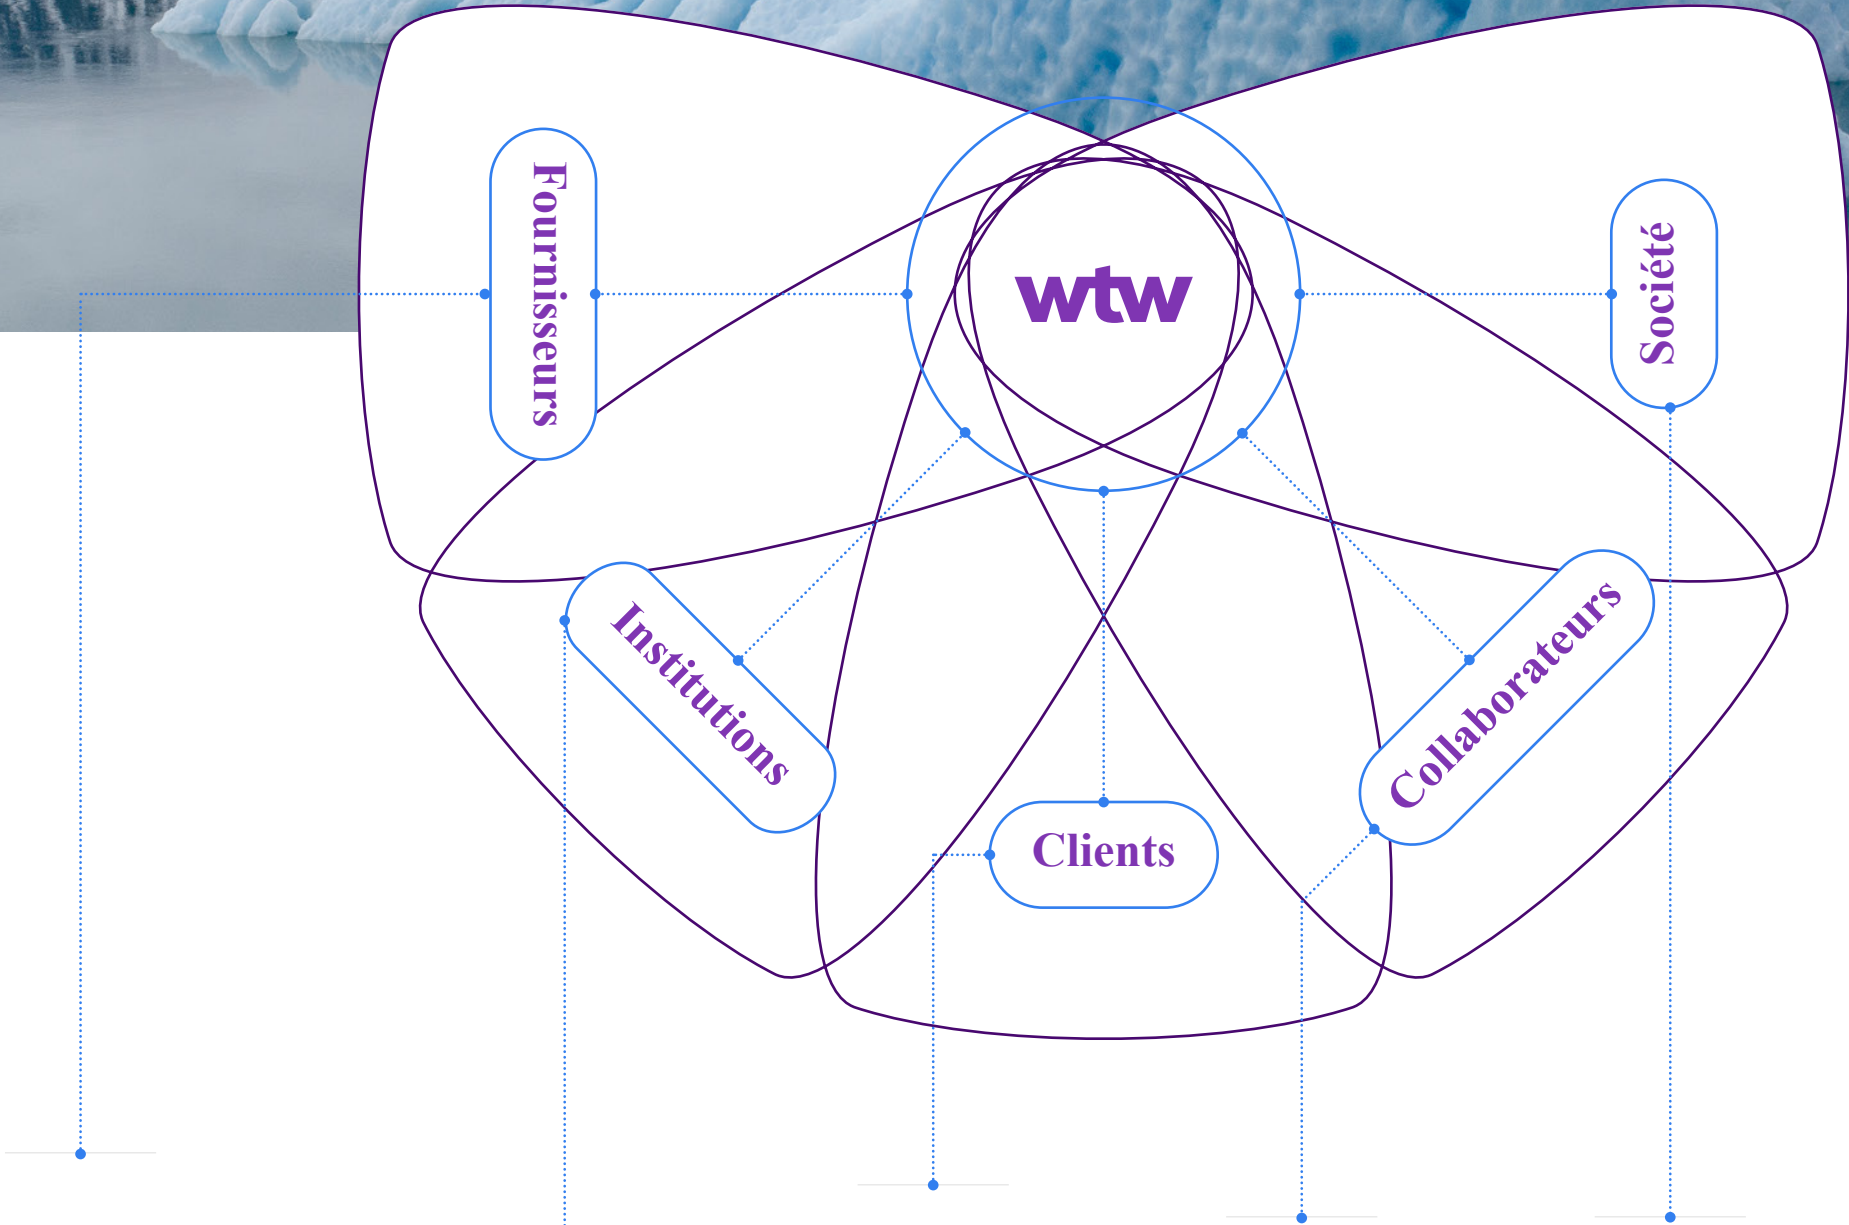 Fournisseurs
wtw
Société
Institutions
Collaborateurs
Clients